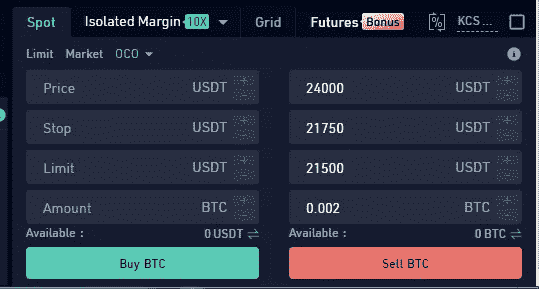 Spot Isolated Margin 10X Grid Futures Bonus KCS ...
Limit Market OCO
Price USDT 24000 USDT
Stop USDT 21750 USDT
Limit USDT 21500 USDT
Amount BTC 0.002 BTC
Available : 0 USDT Available : 0 BTC
Buy BTC Sell BTC